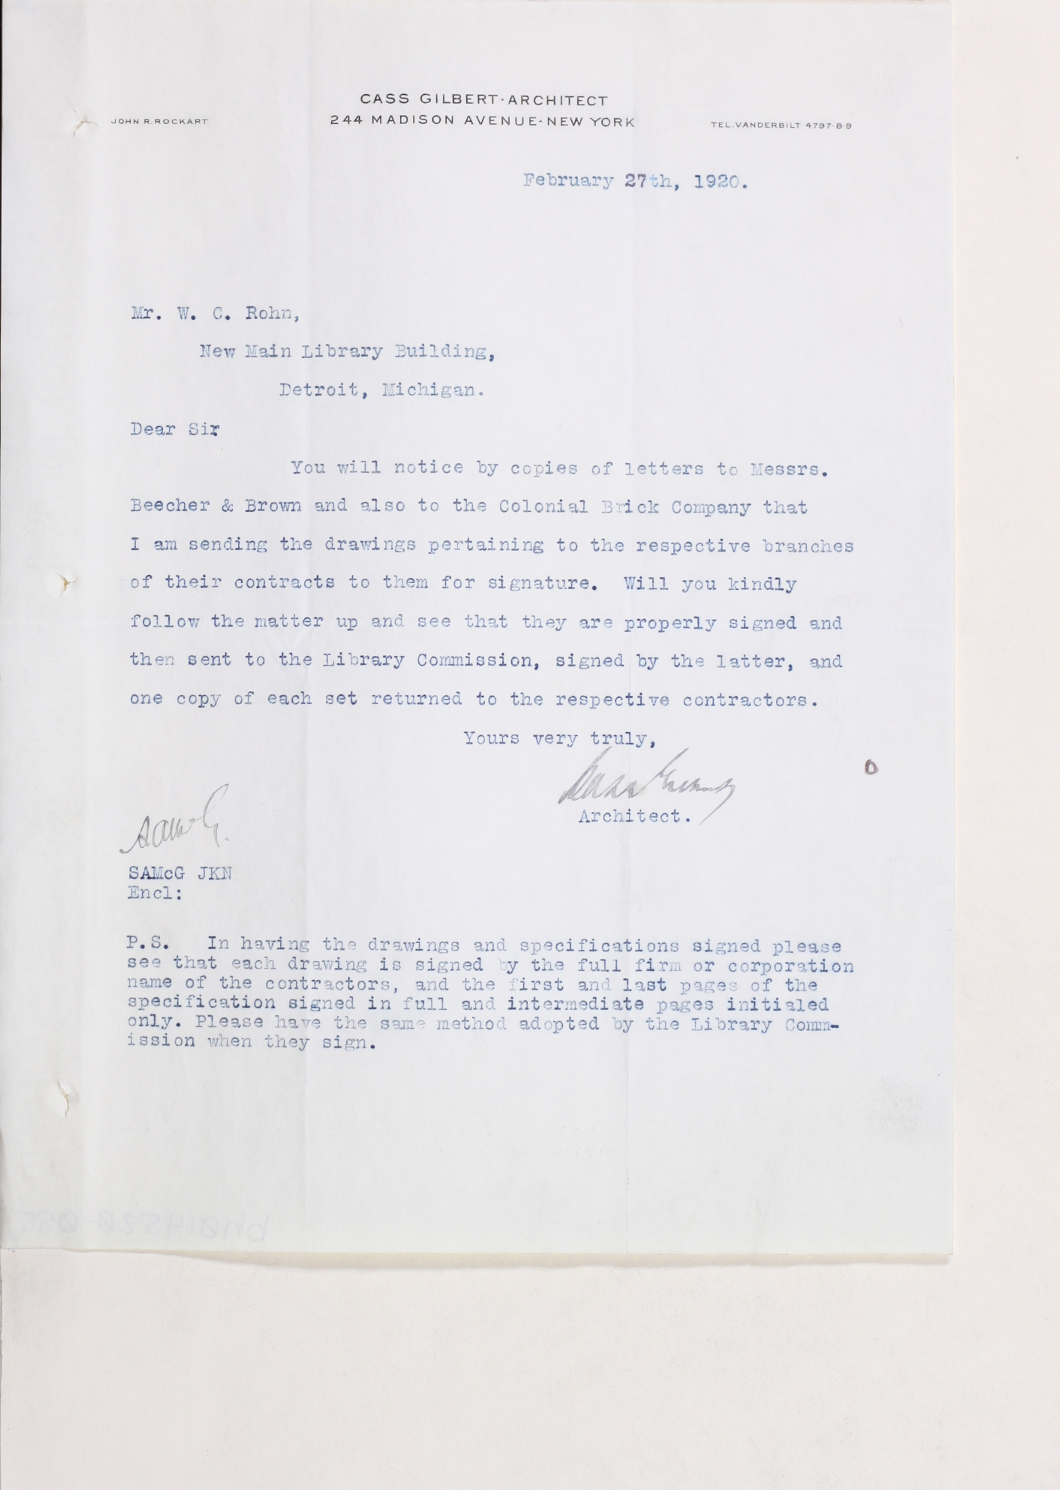 CASS GILBERT·ARCHITECT
JOHN R. ROCKART
244 MADISON AVENUE-NEW YORK
TEL. VANDERBILT 4797-8-9
February 27th, 1920.
Mr. W. C. Rohn,
New Main Library Building,
Detroit, Michigan.
Dear Sir
You will notice by copies of letters to Messrs.
Beecher & Brown and also to the Colonial Brick Company that
I am sending the drawings pertaining to the respective branches
of their contracts to them for signature. Will you kindly
follow the matter up and see that they are properly signed and
then sent to the Library Commission, signed by the latter, and
one copy of each set returned to the respective contractors.
Yours very truly,
Cass Gilbert
Architect.
SAMcG.
SAMcG JKN
Encl:
P.S. In having the drawings and specifications signed please
see that each drawing is signed by the full firm or corporation
name of the contractors, and the first and last pages of the
specification signed in full and intermediate pages initialed
only. Please have the same method adopted by the Library Comm-
ission when they sign.